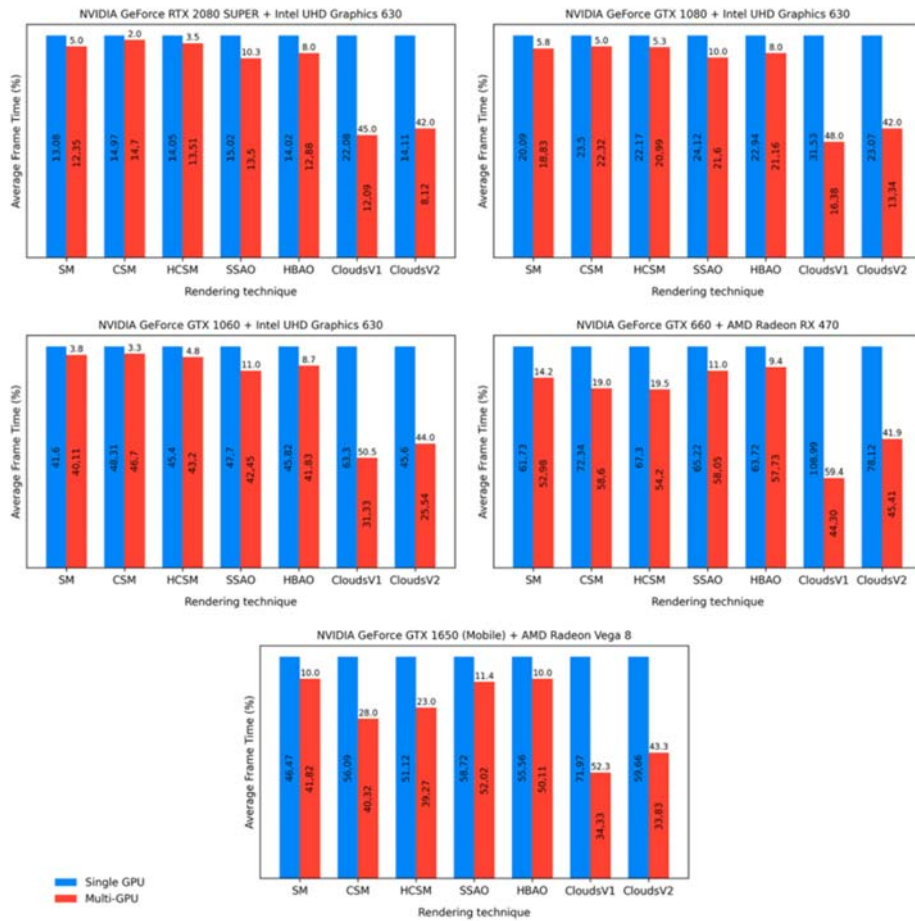 NVIDIA GeForce RTX 2080 SUPER + Intel UHD Graphics 630
Average Frame Time (%)
5.0 2.0 3.5 10.3 8.0 45.0 42.0
13,08 12,35 14,97 14,7 14,05 13,51 15,02 13,5 14,02 12,88 22,08 12,09 14,11 8,12
SM CSM HCSM SSAO HBAO CloudsV1 CloudsV2
Rendering technique
NVIDIA GeForce GTX 1080 + Intel UHD Graphics 630
Average Frame Time (%)
5.8 5.0 5.3 10.0 8.0 48.0 42.0
20,09 18,83 23,5 22,32 22,17 20,99 24,12 21,6 22,94 21,16 31,53 16,38 23,07 13,34
SM CSM HCSM SSAO HBAO CloudsV1 CloudsV2
Rendering technique
NVIDIA GeForce GTX 1060 + Intel UHD Graphics 630
Average Frame Time (%)
3.8 3.3 4.8 11.0 8.7 50.5 44.0
41,6 40,11 48,31 46,7 45,4 43,2 47,7 42,45 45,82 41,83 63,3 31,33 45,6 25,54
SM CSM HCSM SSAO HBAO CloudsV1 CloudsV2
Rendering technique
NVIDIA GeForce GTX 660 + AMD Radeon RX 470
Average Frame Time (%)
14.2 19.0 19.5 11.0 9.4 59.4 41.9
61,73 52,98 72,34 58,6 67,3 54,2 65,22 58,05 63,72 57,73 108,99 44,30 78,12 45,41
SM CSM HCSM SSAO HBAO CloudsV1 CloudsV2
Rendering technique
NVIDIA GeForce GTX 1650 (Mobile) + AMD Radeon Vega 8
Average Frame Time (%)
10.0 28.0 23.0 11.4 10.0 52.3 43.3
46,47 41,82 56,09 40,32 51,12 39,27 58,72 52,02 55,56 50,11 71,97 34,33 59,66 33,83
SM CSM HCSM SSAO HBAO CloudsV1 CloudsV2
Rendering technique
Single GPU
Multi-GPU